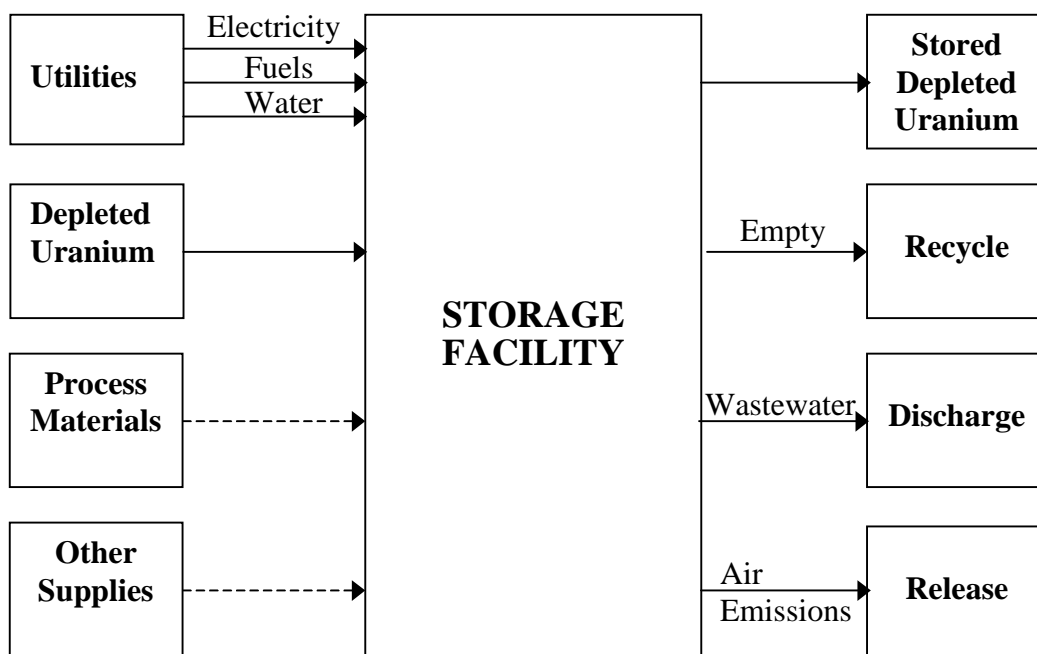 Utilities
Electricity
Fuels
Water
Depleted
Uranium
Process
Materials
Other
Supplies
STORAGE
FACILITY
Stored
Depleted
Uranium
Empty
Recycle
Wastewater
Discharge
Air
Emissions
Release